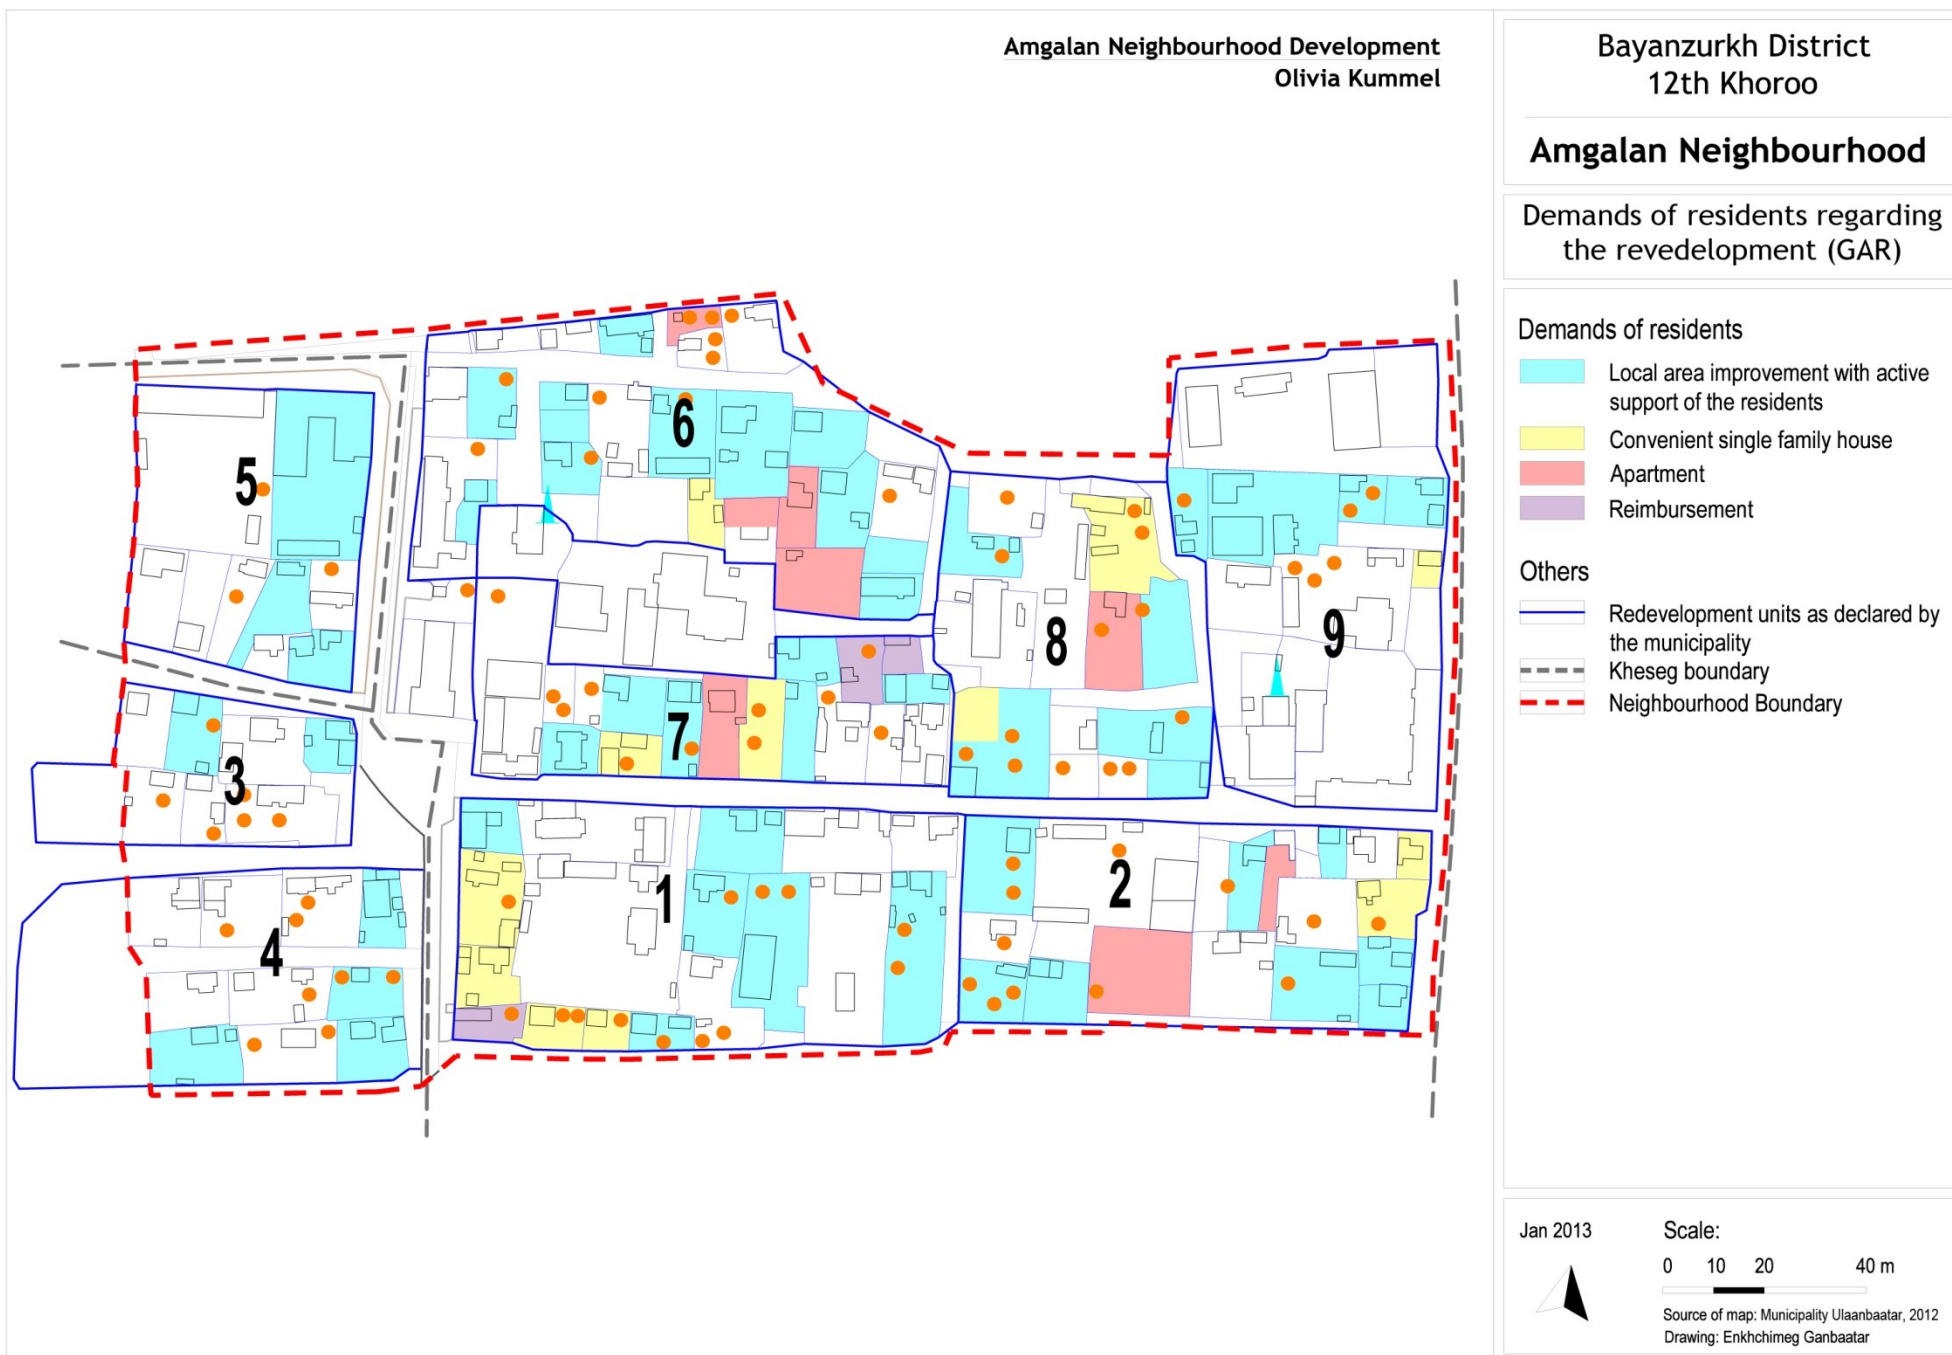 Amgalan Neighbourhood Development
Olivia Kummel
Bayanzurkh District
12th Khoroo
Amgalan Neighbourhood
Demands of residents regarding
the revedelopment (GAR)
Demands of residents
Local area improvement with active
support of the residents
Convenient single family house
Apartment
Reimbursement
Others
Redevelopment units as declared by
the municipality
Kheseg boundary
Neighbourhood Boundary
5
6
8
9
7
3
1
2
4
Jan 2013
Scale:
0 10 20 40 m
Source of map: Municipality Ulaanbaatar, 2012
Drawing: Enkhchimeg Ganbaatar